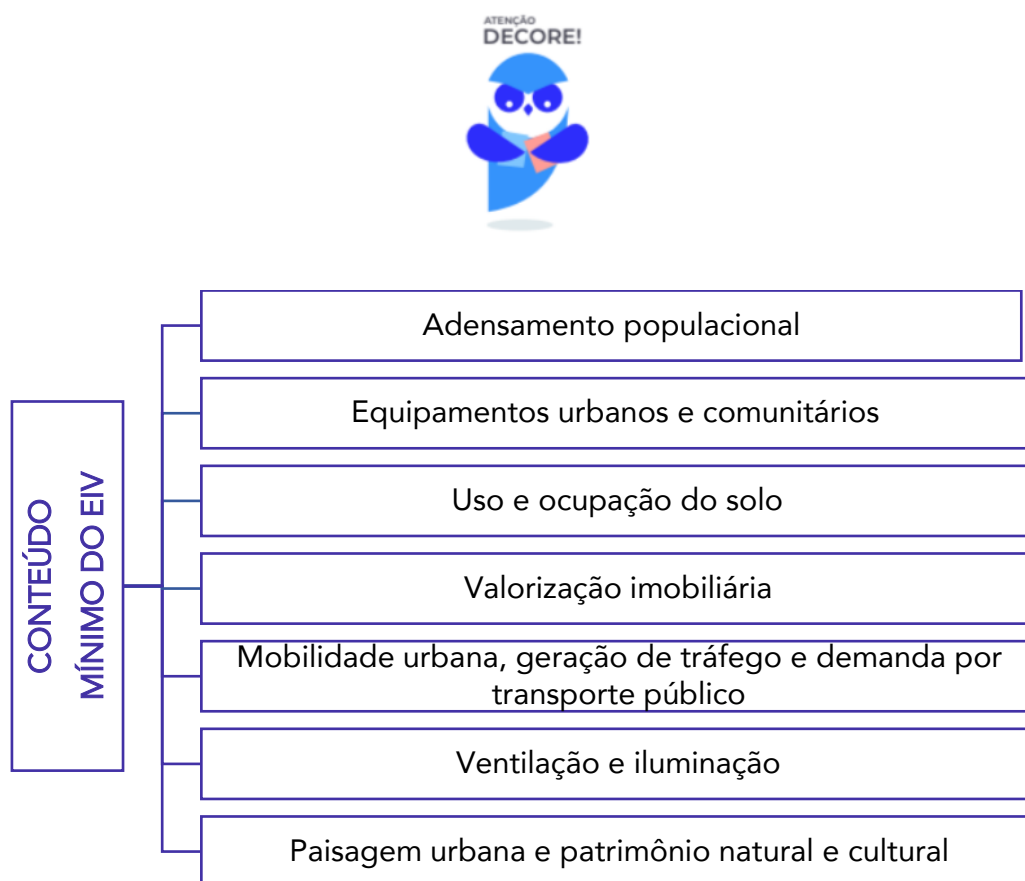 ATENÇÃO
DECORE!
CONTEÚDO
MÍNIMO DO EIV
Adensamento populacional
Equipamentos urbanos e comunitários
Uso e ocupação do solo
Valorização imobiliária
Mobilidade urbana, geração de tráfego e demanda por
transporte público
Ventilação e iluminação
Paisagem urbana e patrimônio natural e cultural